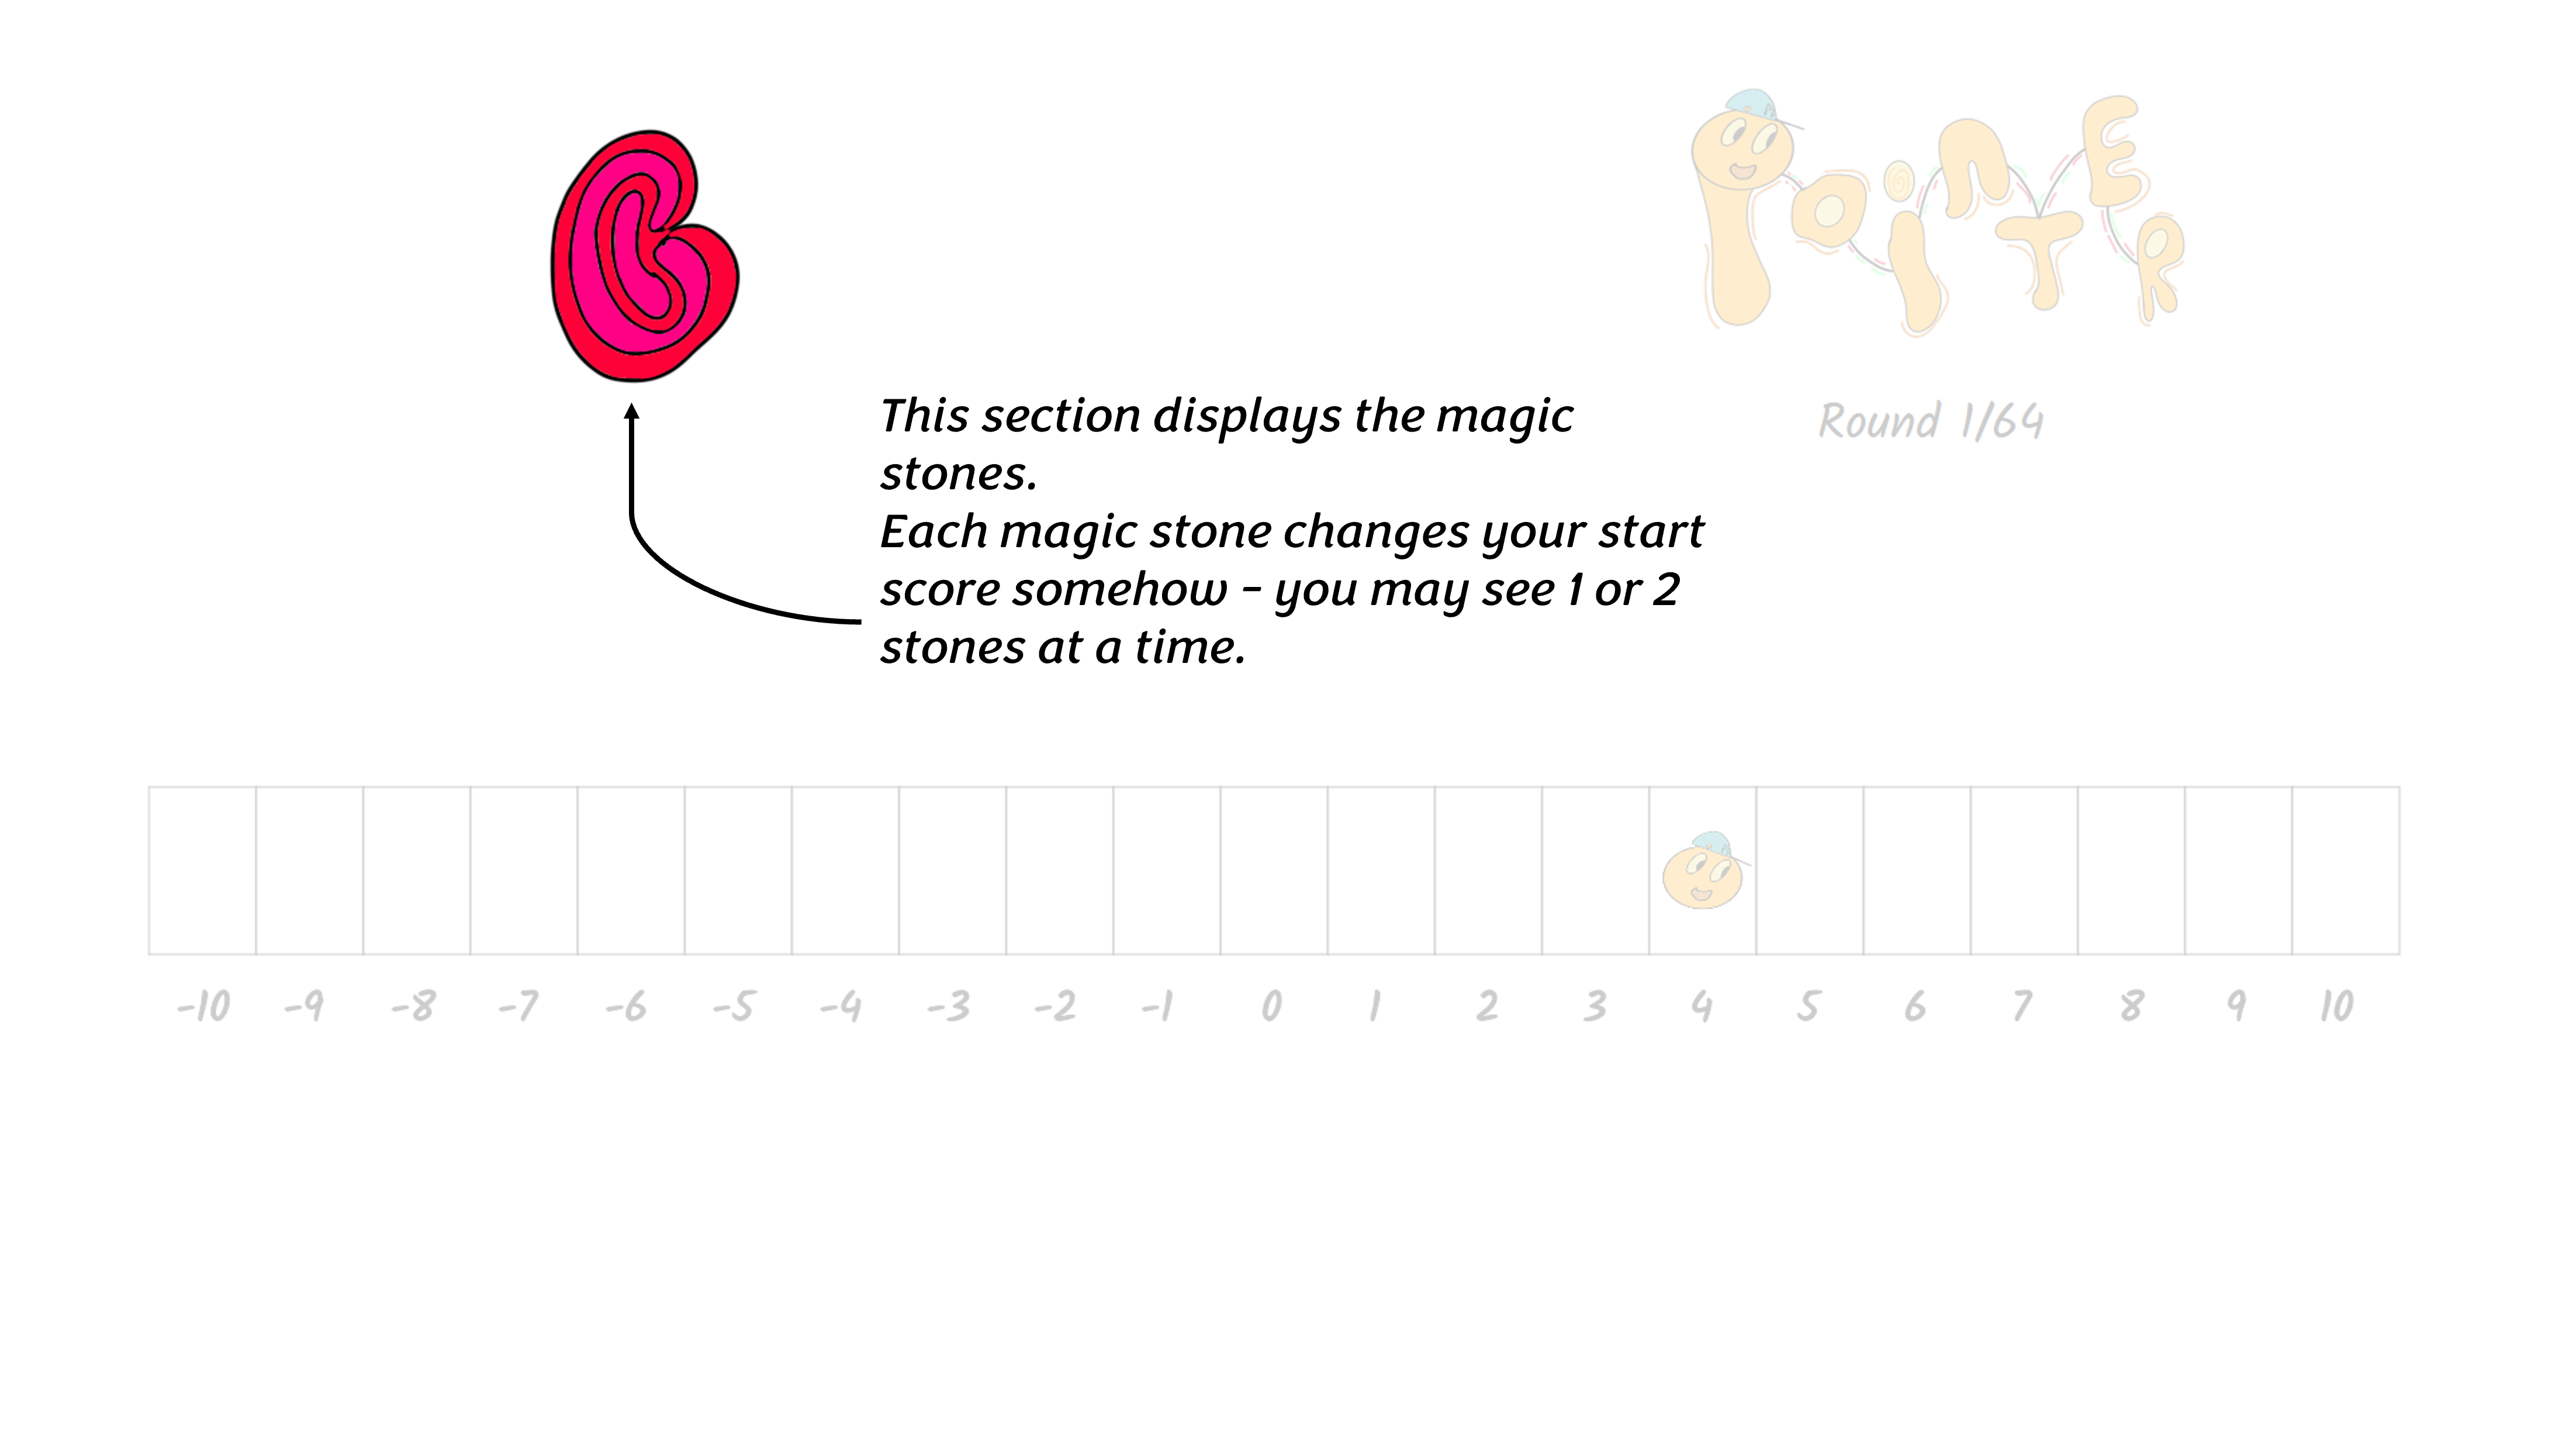 POiNTER
This section displays the magic
stones.
Round 1/64
Each magic stone changes your start
score somehow – you may see 1 or 2
stones at a time.
-10 -9 -8 -7 -6 -5 -4 -3 -2 -1 0 1 2 3 4 5 6 7 8 9 10